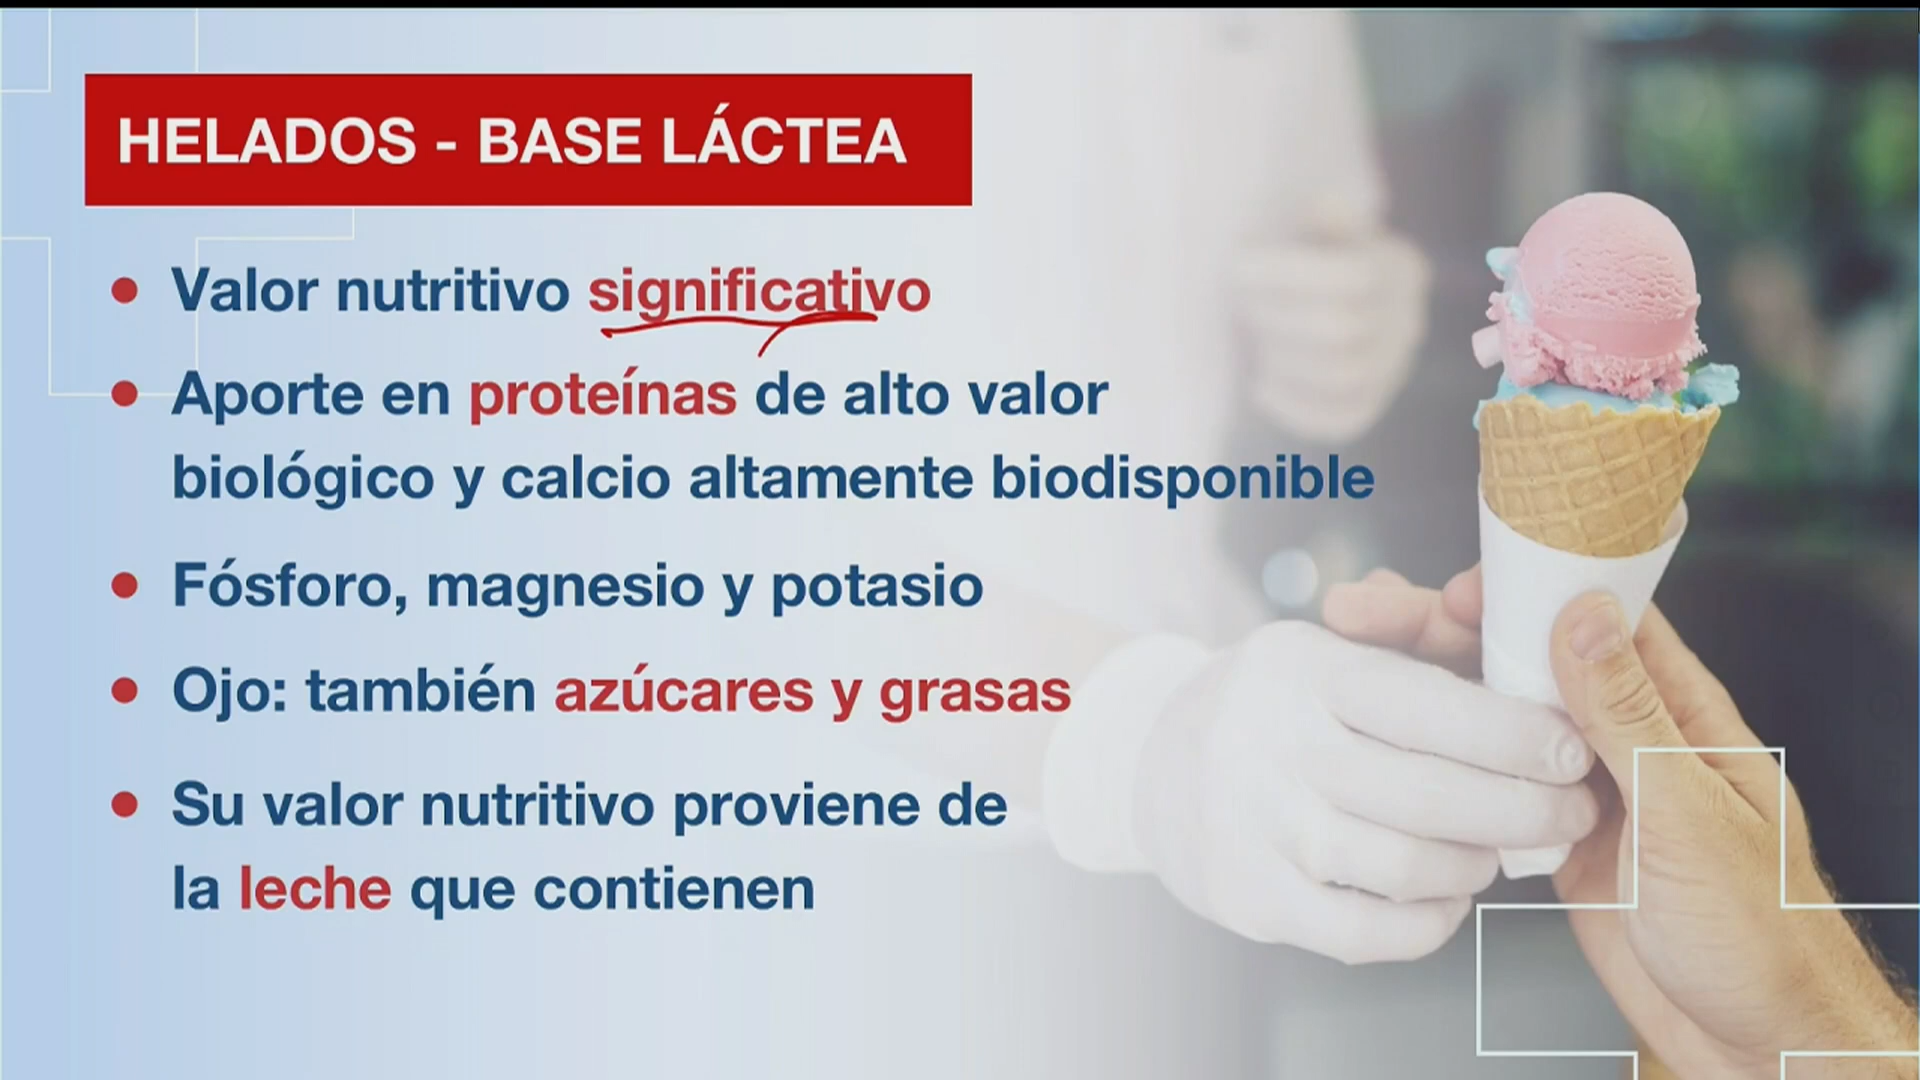 HELADOS - BASE LÁCTEA
Valor nutritivo significativo
Aporte en proteínas de alto valor
biológico y calcio altamente biodisponible
Fósforo, magnesio y potasio
Ojo: también azúcares y grasas
Su valor nutritivo proviene de
la leche que contienen